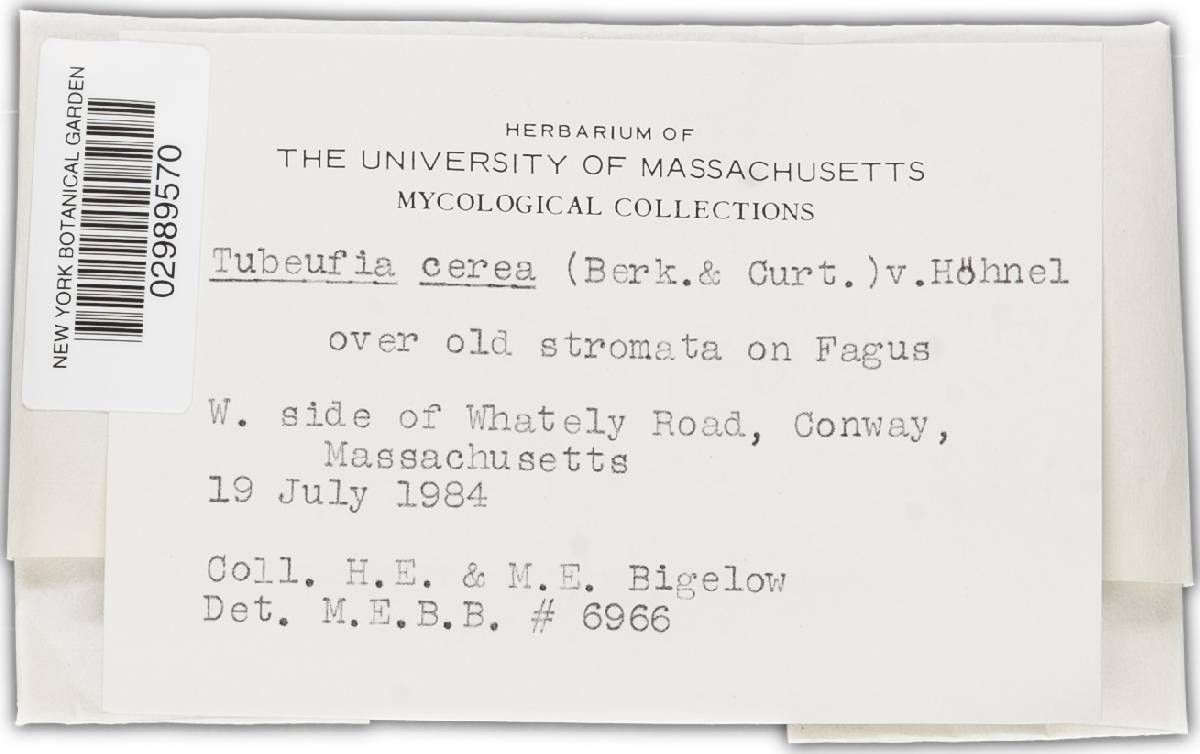 NEW YORK BOTANICAL GARDEN
02989570
HERBARIUM OF
THE UNIVERSITY OF MASSACHUSETTS
MYCOLOGICAL COLLECTIONS
Tubeufia cerea (Berk.& Curt.)v.Höhnel
over old stromata on Fagus
W. side of Whately Road, Conway,
Massachusetts
19 July 1984
Coll. H.E. & M.E. Bigelow
Det. M.E.B.B. # 6966